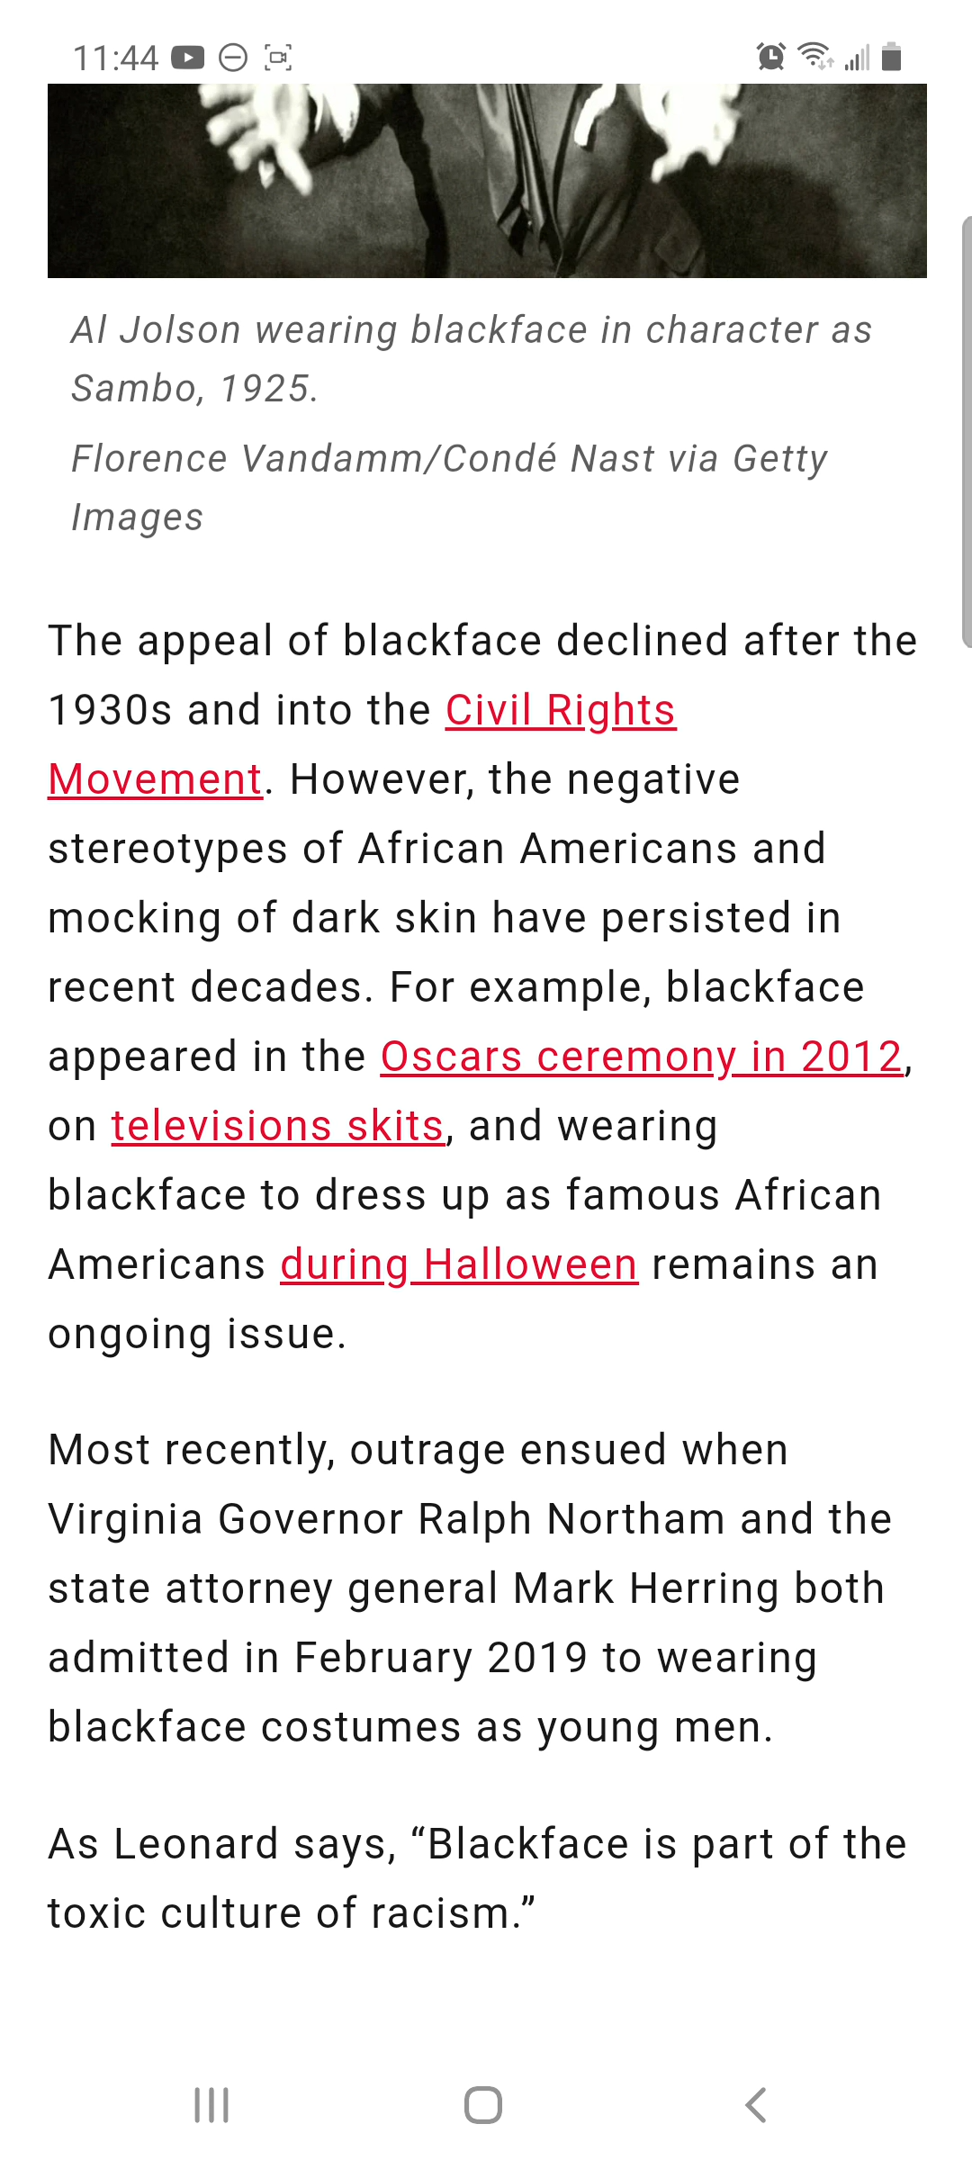 11:44
Al Jolson wearing blackface in character as
Sambo, 1925.
Florence Vandamm/Condé Nast via Getty
Images
The appeal of blackface declined after the
1930s and into the Civil Rights
Movement. However, the negative
stereotypes of African Americans and
mocking of dark skin have persisted in
recent decades. For example, blackface
appeared in the Oscars ceremony in 2012,
on televisions skits, and wearing
blackface to dress up as famous African
Americans during Halloween remains an
ongoing issue.
Most recently, outrage ensued when
Virginia Governor Ralph Northam and the
state attorney general Mark Herring both
admitted in February 2019 to wearing
blackface costumes as young men.
As Leonard says, “Blackface is part of the
toxic culture of racism.”